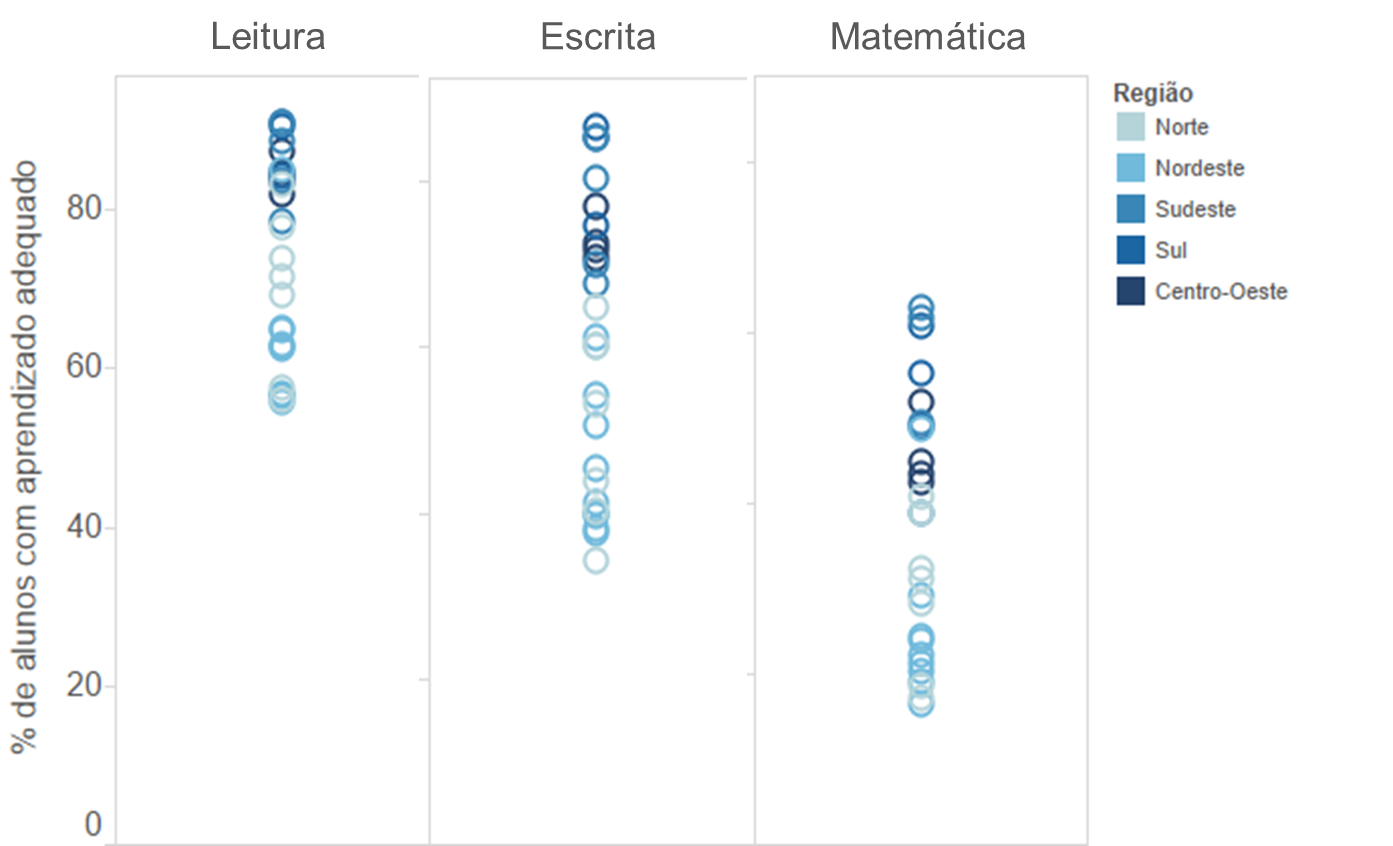 Leitura
Escrita
Matemática
% de alunos com aprendizado adequado
80
60
40
20
0
Região
Norte
Nordeste
Sudeste
Sul
Centro-Oeste